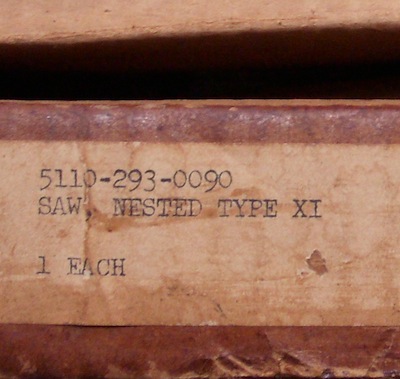 5110-293-0090
SAW, NESTED TYPE XI
1 EACH